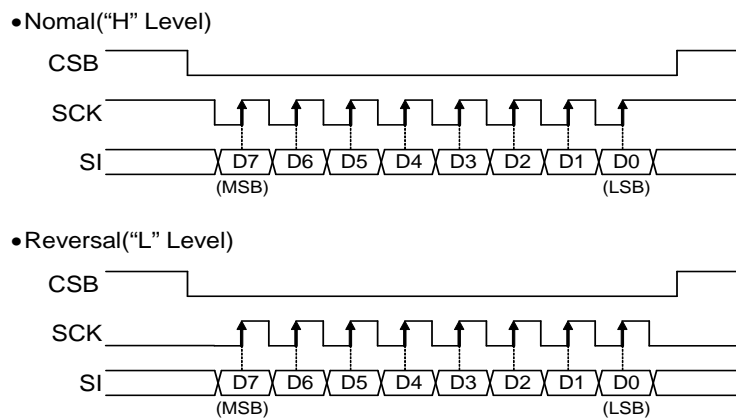 •Nomal(“H” Level)
CSB
SCK
SI D7 D6 D5 D4 D3 D2 D1 D0
(MSB) (LSB)
•Reversal(“L” Level)
CSB
SCK
SI D7 D6 D5 D4 D3 D2 D1 D0
(MSB) (LSB)